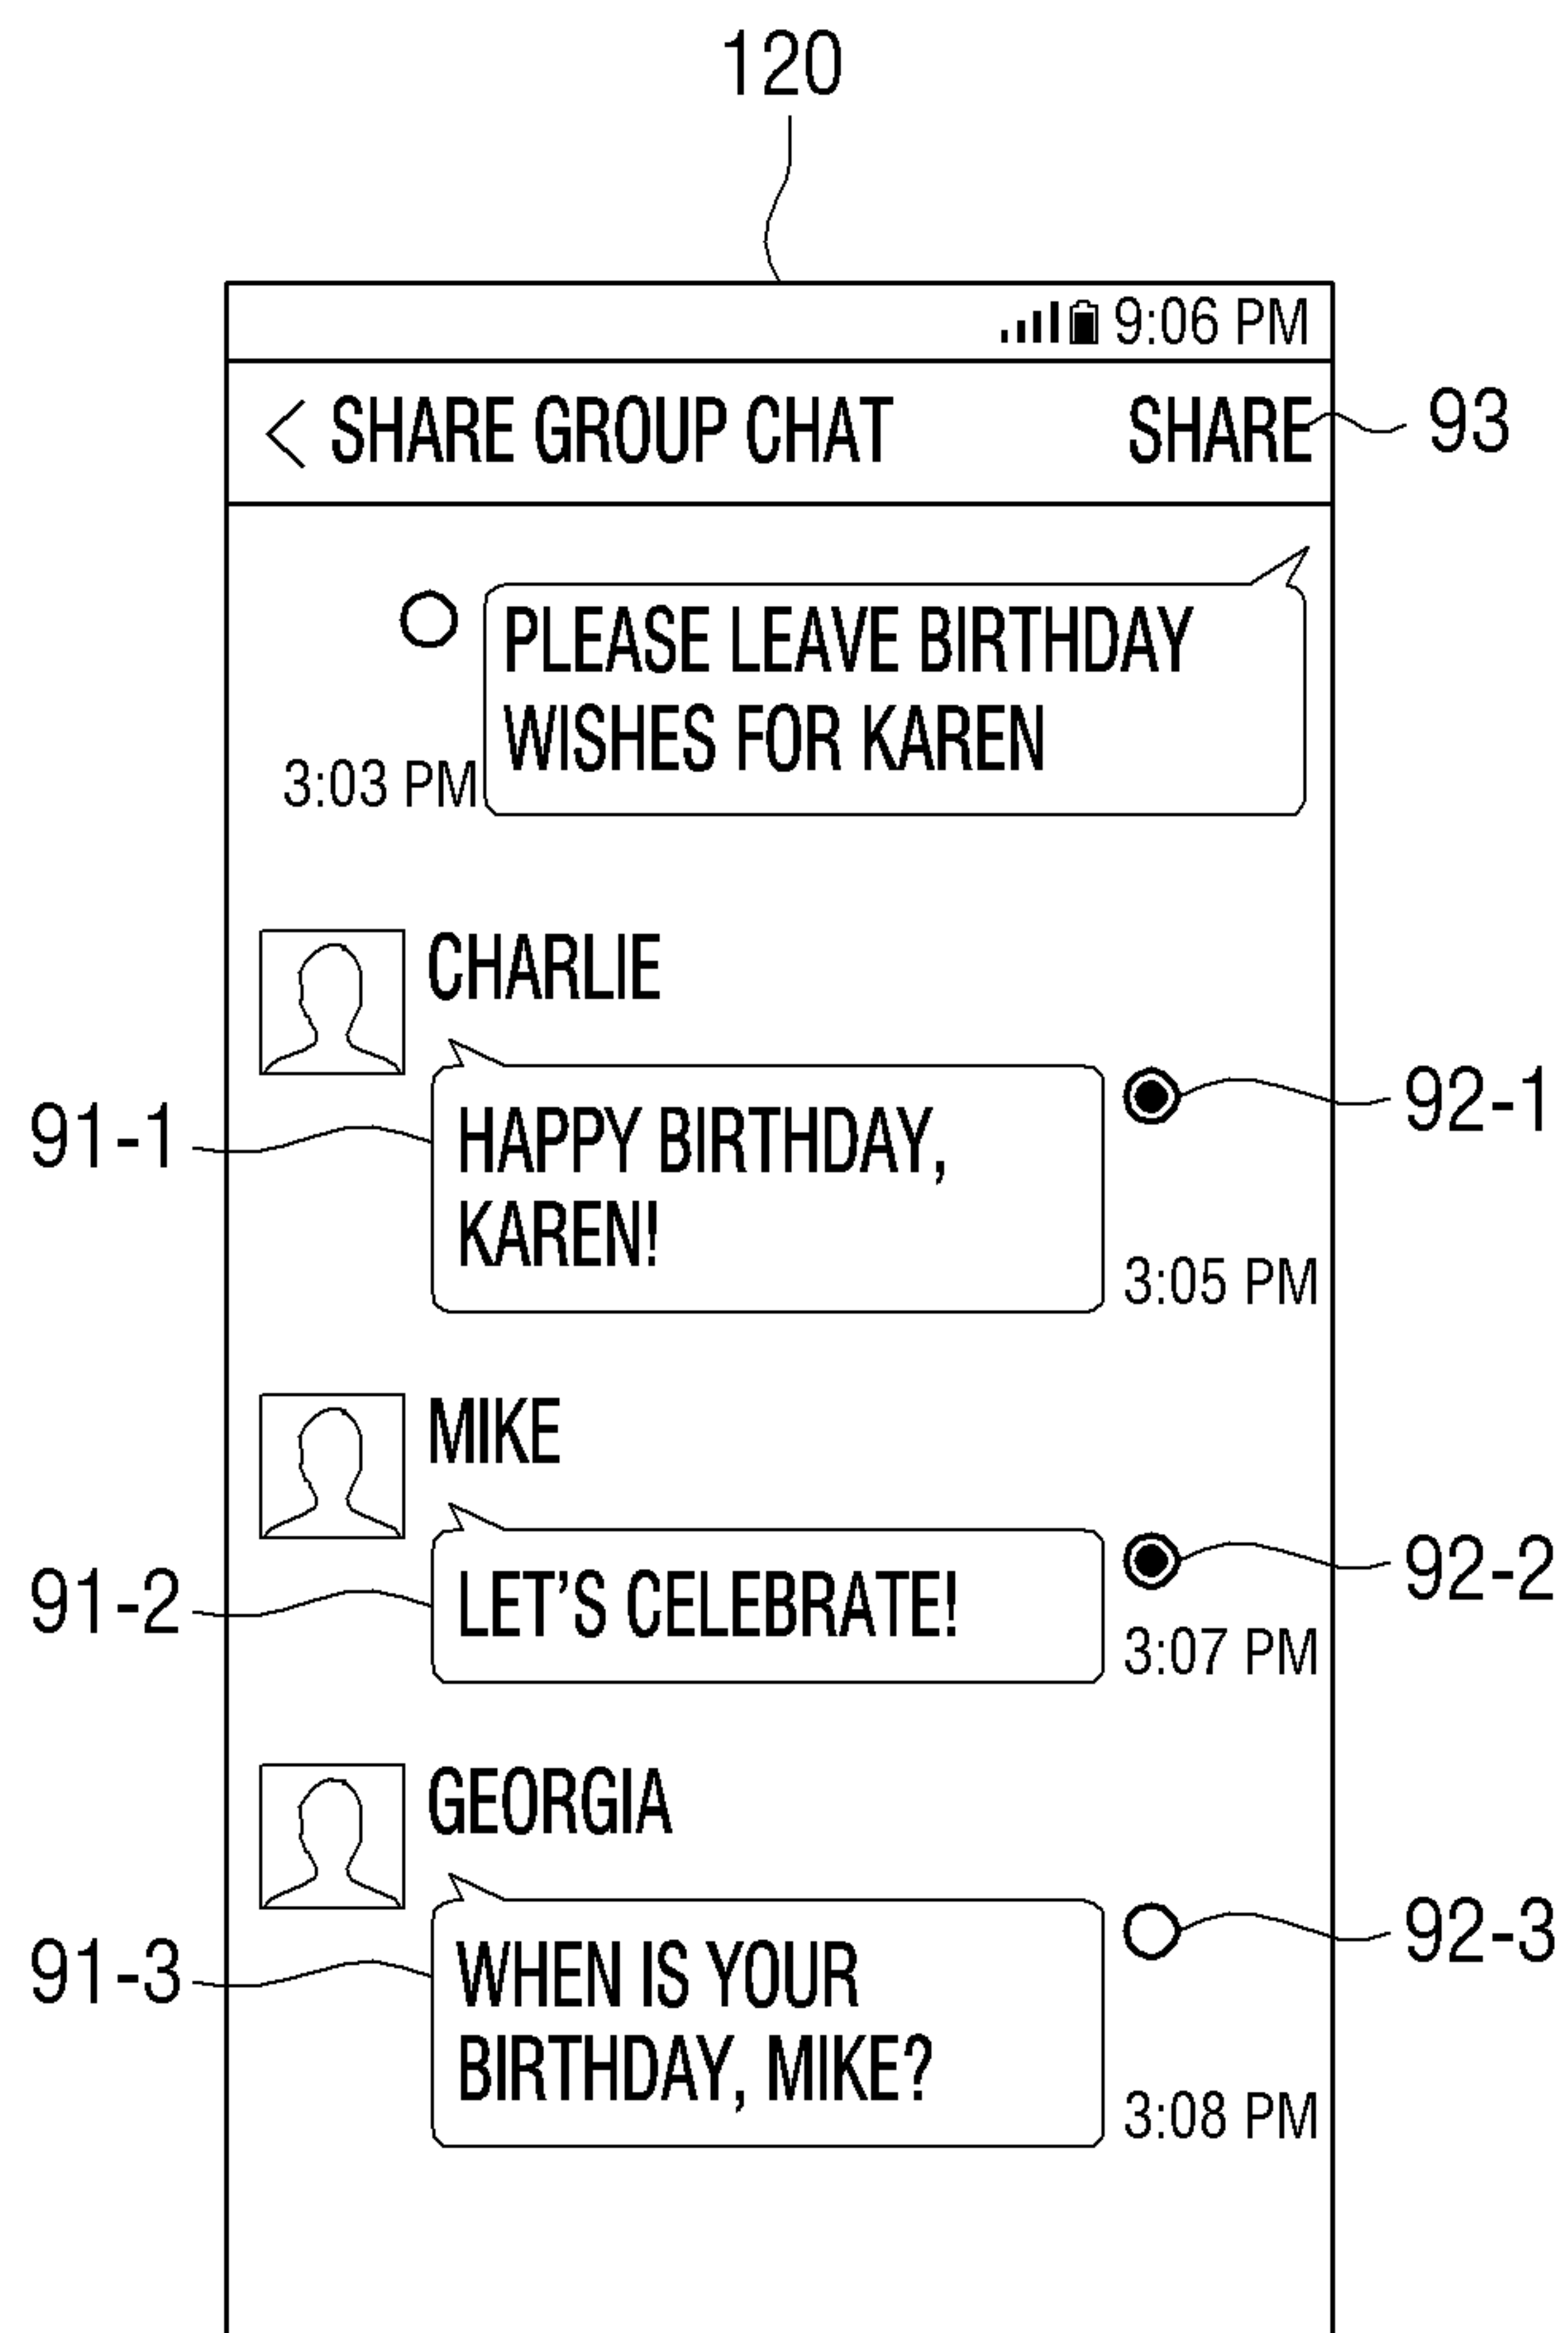 120
9:06 PM
< SHARE GROUP CHAT SHARE 93
PLEASE LEAVE BIRTHDAY
WISHES FOR KAREN
3:03 PM
CHARLIE
92-1
91-1
HAPPY BIRTHDAY,
KAREN!
3:05 PM
MIKE
92-2
91-2
LET'S CELEBRATE!
3:07 PM
GEORGIA
92-3
91-3
WHEN IS YOUR
BIRTHDAY, MIKE?
3:08 PM